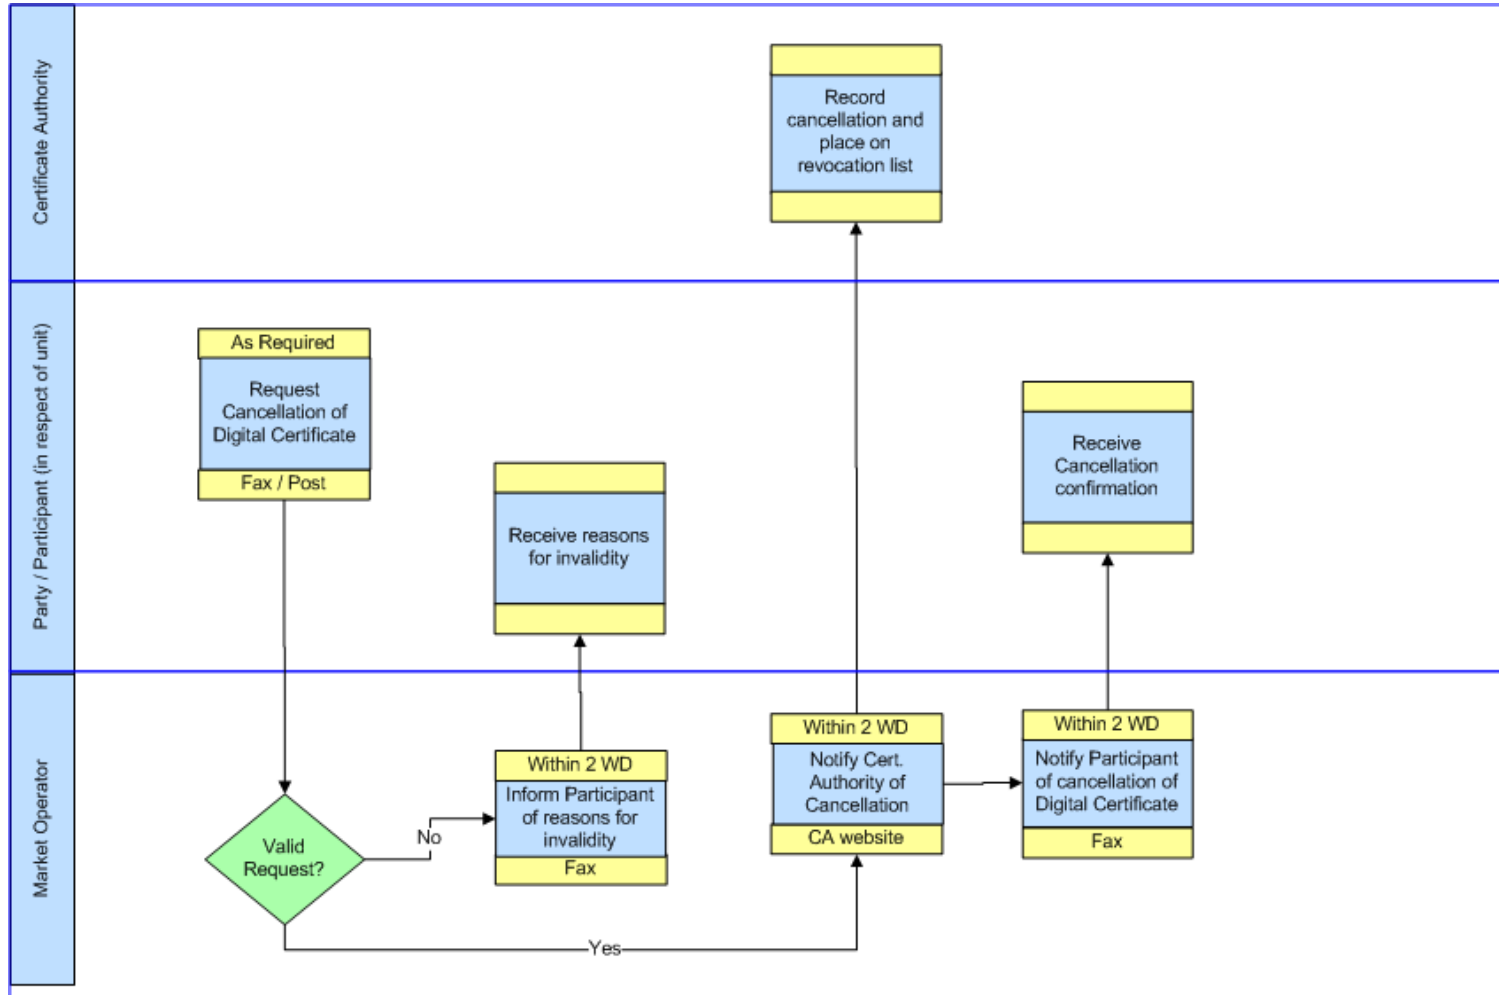 Certificate Authority
Record
cancellation and
place on
revocation list
Party / Participant (in respect of unit)
As Required
Request
Cancellation of
Digital Certificate
Fax / Post
Receive reasons
for invalidity
Receive
Cancellation
confirmation
Market Operator
Valid
Request?
No
Yes
Within 2 WD
Inform Participant
of reasons for
invalidity
Fax
Within 2 WD
Notify Cert.
Authority of
Cancellation
CA website
Within 2 WD
Notify Participant
of cancellation of
Digital Certificate
Fax